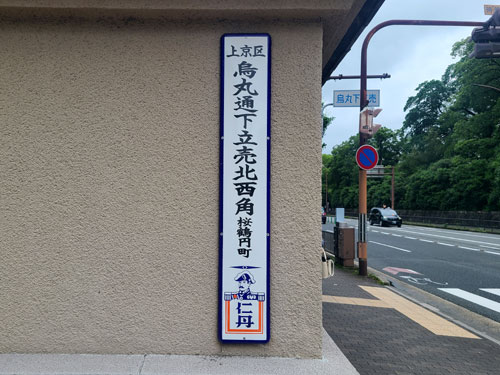 上京区
烏丸通下立売北西角
桜鶴円町
仁丹
烏丸下立売